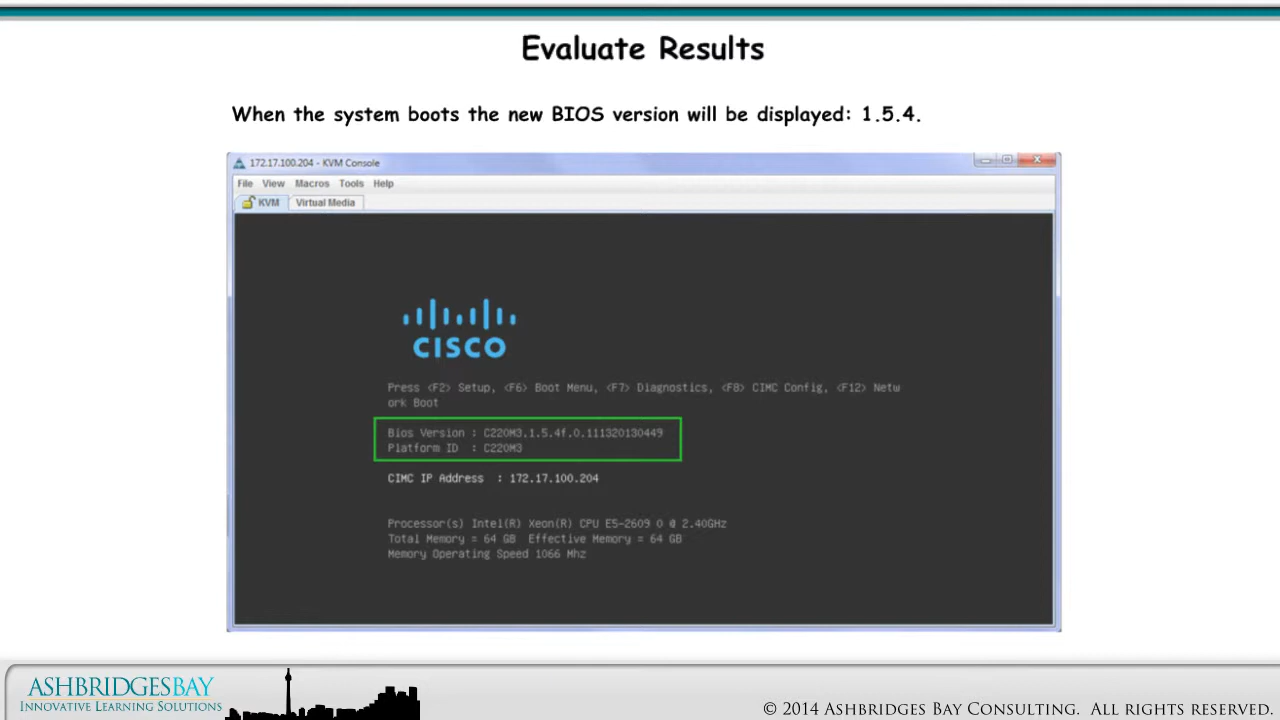 Evaluate Results
When the system boots the new BIOS version will be displayed: 1.5.4.
172.17.100.204 - KVM Console
File View Macros Tools Help
KVM Virtual Media
CISCO
Press <F2> Setup, <F6> Boot Menu, <F7> Diagnostics, <F8> CIMC Config, <F12> Netw
ork Boot
Bios Version : C220M3.1.5.4f.0.111320130449
Platform ID : C220M3
CIMC IP Address : 172.17.100.204
Processor(s) Intel(R) Xeon(R) CPU E5-2609 0 @ 2.40GHz
Total Memory = 64 GB Effective Memory = 64 GB
Memory Operating Speed 1066 Mhz
ASHBRIDGESBAY
INNOVATIVE LEARNING SOLUTIONS
© 2014 ASHBRIDGES BAY CONSULTING. ALL RIGHTS RESERVED.